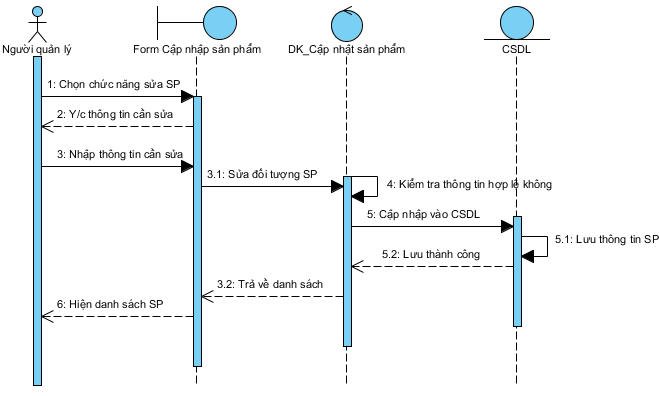 Người quản lý
Form Cập nhập sản phẩm
DK_Cập nhật sản phẩm
CSDL
1: Chọn chức năng sửa SP
2: Y/c thông tin cần sửa
3: Nhập thông tin cần sửa
3.1: Sửa đối tượng SP
4: Kiểm tra thông tin hợp lệ không
5: Cập nhập vào CSDL
5.1: Lưu thông tin SP
5.2: Lưu thành công
3.2: Trả về danh sách
6: Hiện danh sách SP